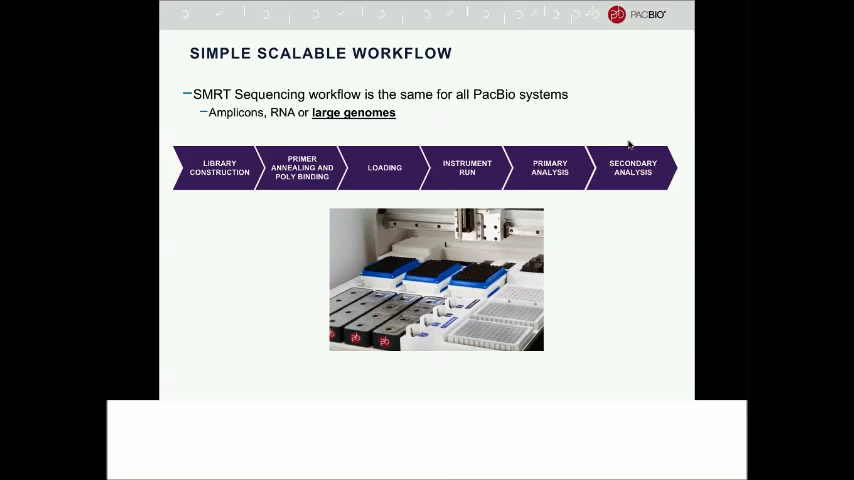 PACBIO
SIMPLE SCALABLE WORKFLOW
SMRT Sequencing workflow is the same for all PacBio systems
Amplicons, RNA or large genomes
LIBRARY
CONSTRUCTION
PRIMER
ANNEALING AND
POLY BINDING
LOADING
INSTRUMENT
RUN
PRIMARY
ANALYSIS
SECONDARY
ANALYSIS